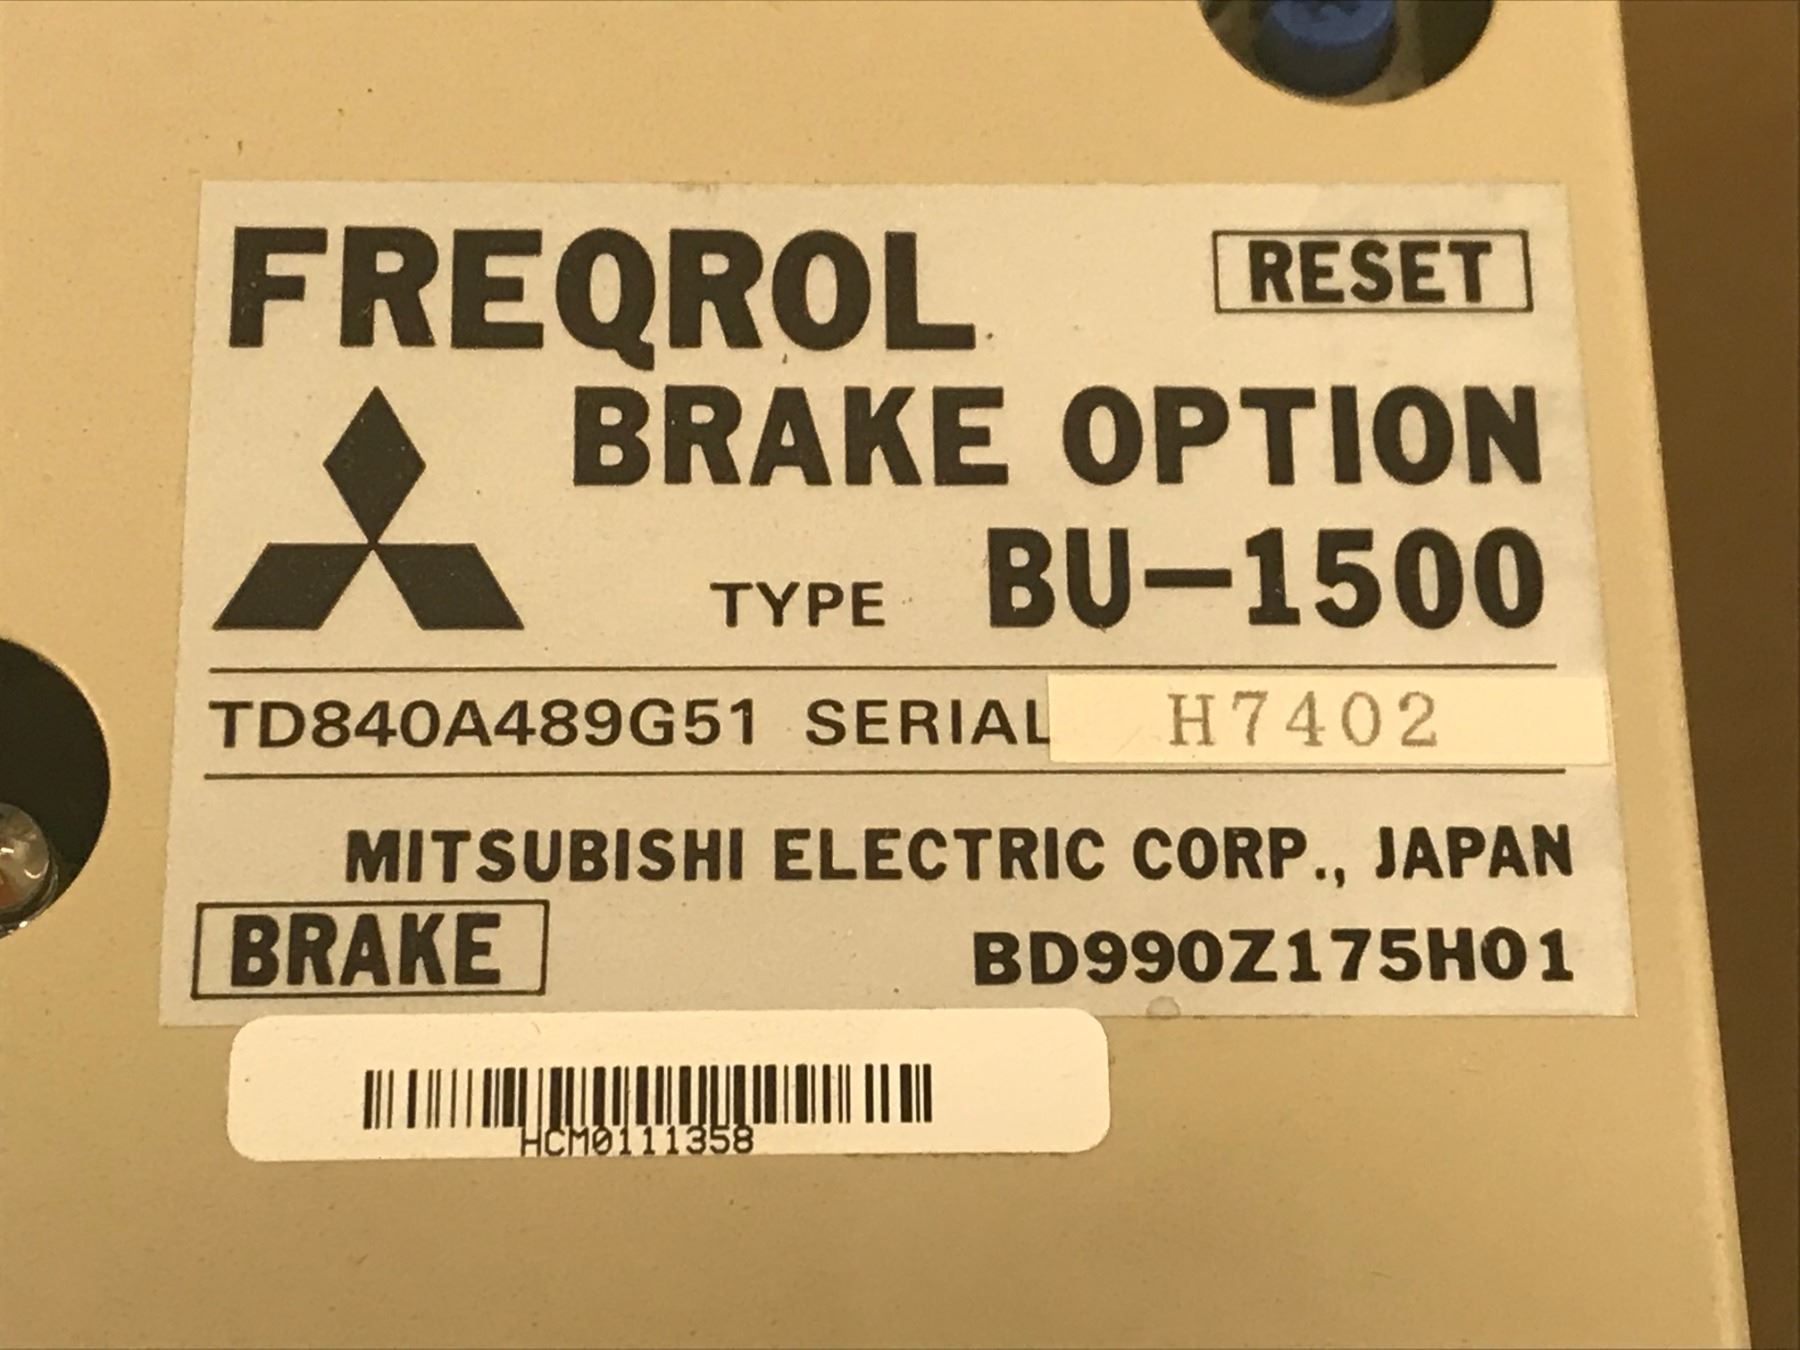 FREQROL RESET
BRAKE OPTION
TYPE BU-1500
TD840A489G51 SERIAL H7402
MITSUBISHI ELECTRIC CORP., JAPAN
BRAKE BD990Z175H01
HCM0111358